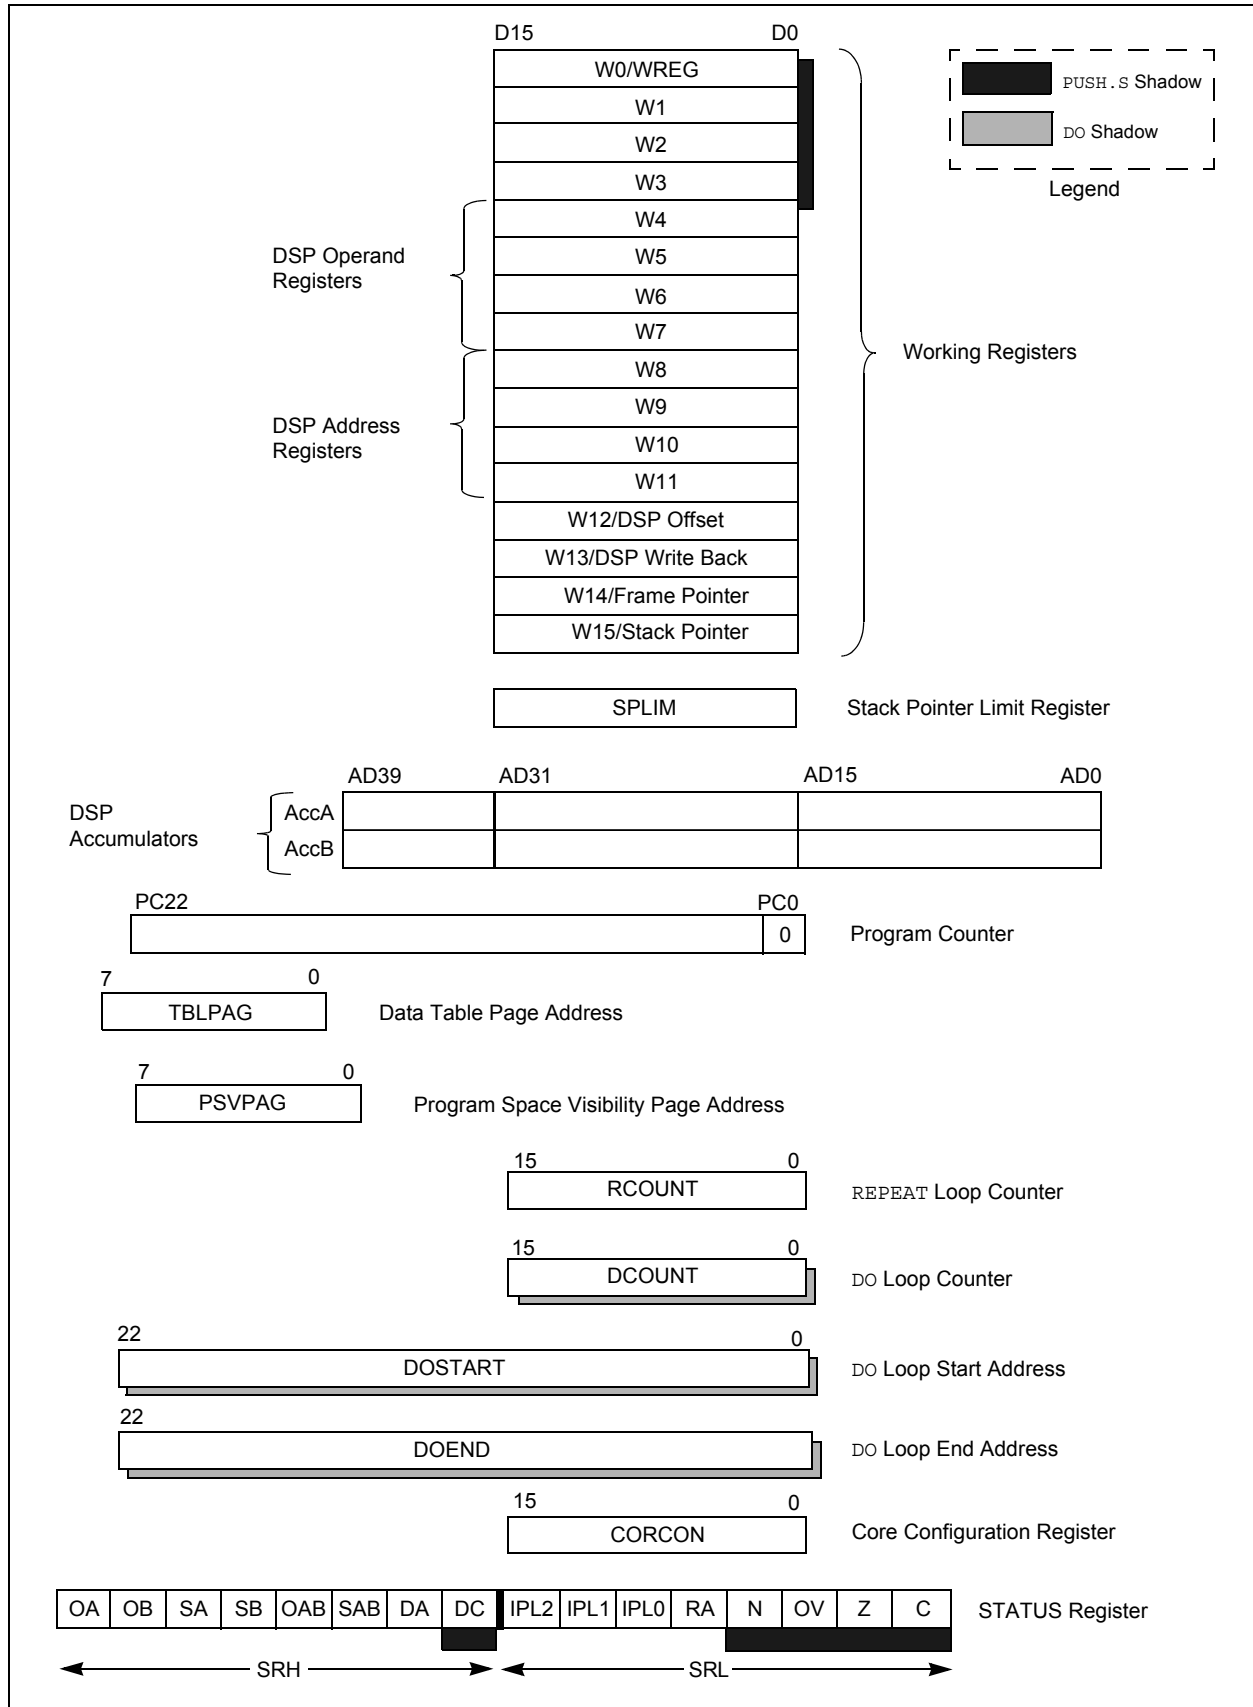 D15 D0
W0/WREG
W1
W2
W3
W4
W5
W6
W7
W8
W9
W10
W11
W12/DSP Offset
W13/DSP Write Back
W14/Frame Pointer
W15/Stack Pointer
PUSH.S Shadow
DO Shadow
Legend
DSP Operand
Registers
DSP Address
Registers
Working Registers
SPLIM Stack Pointer Limit Register
AD39 AD31 AD15 AD0
DSP
Accumulators
AccA
AccB
PC22 PC0
0 Program Counter
7 0
TBLPAG Data Table Page Address
7 0
PSVPAG Program Space Visibility Page Address
15 0
RCOUNT REPEAT Loop Counter
15 0
DCOUNT DO Loop Counter
22 0
DOSTART DO Loop Start Address
22
DOEND DO Loop End Address
15 0
CORCON Core Configuration Register
OA OB SA SB OAB SAB DA DC IPL2 IPL1 IPL0 RA N OV Z C STATUS Register
SRH SRL